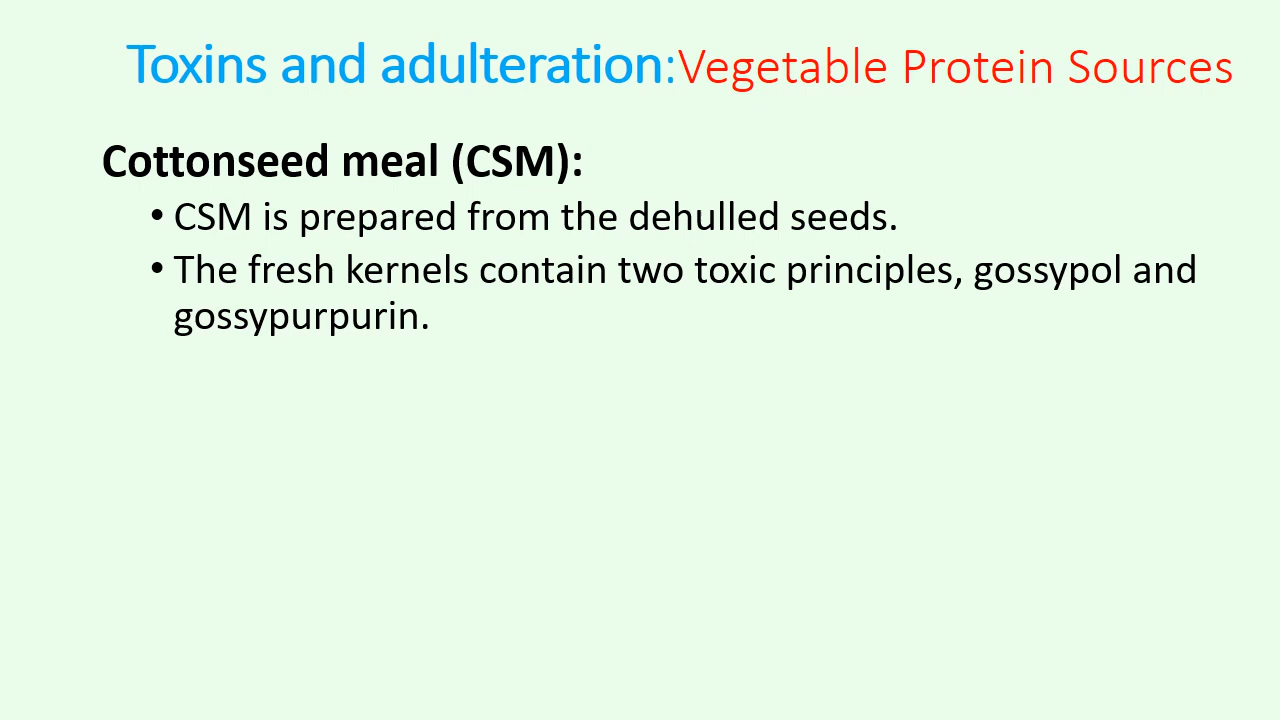 Toxins and adulteration:Vegetable Protein Sources
Cottonseed meal (CSM):
• CSM is prepared from the dehulled seeds.
• The fresh kernels contain two toxic principles, gossypol and
gossypurpurin.